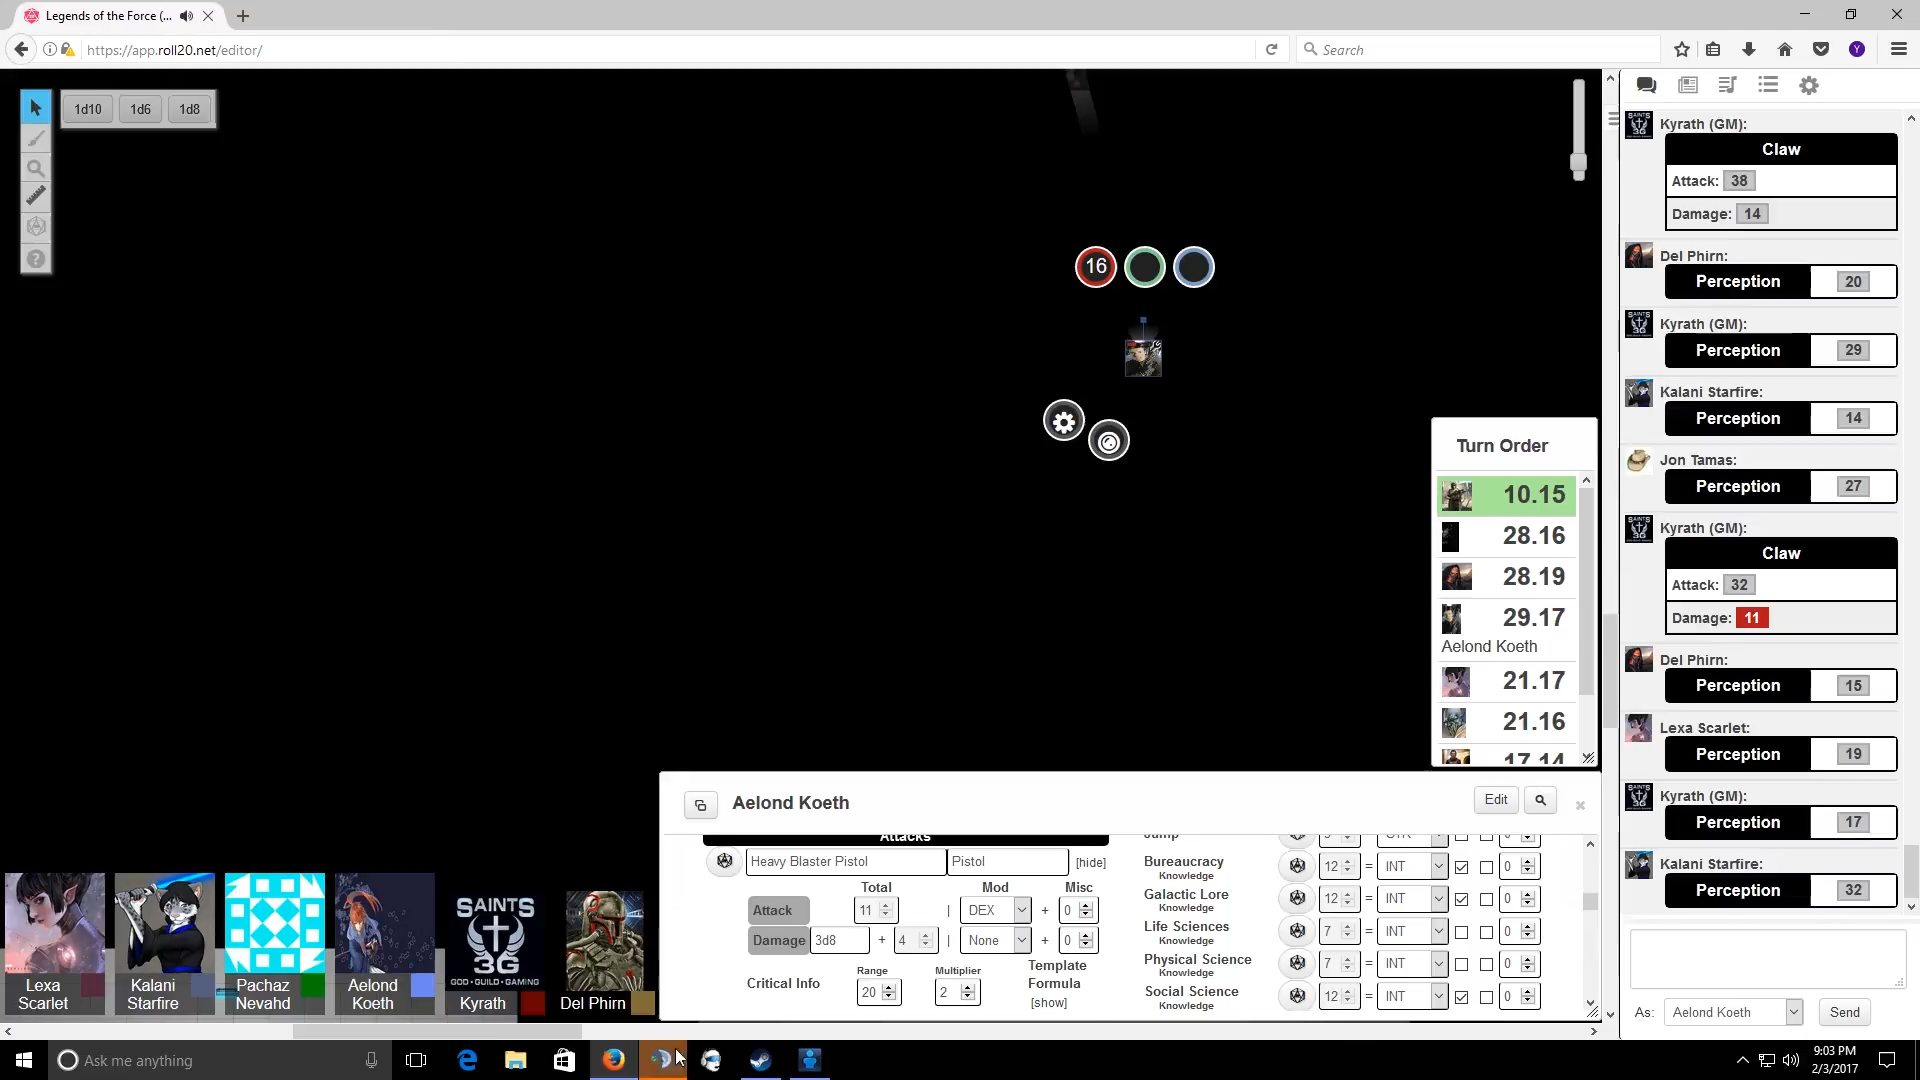 Legends of the Force (...
https://app.roll20.net/editor/
Search
1d10
1d6
1d8
16
Turn Order
10.15
28.16
28.19
29.17
Aelond Koeth
21.17
21.16
17.14
Kyrath (GM):
Claw
Attack: 38
Damage: 14
Del Phirn:
Perception 20
Kyrath (GM):
Perception 29
Kalani Starfire:
Perception 14
Jon Tamas:
Perception 27
Kyrath (GM):
Claw
Attack: 32
Damage: 11
Del Phirn:
Perception 15
Lexa Scarlet:
Perception 19
Kyrath (GM):
Perception 17
Kalani Starfire:
Perception 32
As: Aelond Koeth Send
Aelond Koeth
Edit
Attacks
Heavy Blaster Pistol Pistol [hide]
Total Mod Misc
Attack 11 | DEX + 0
Damage 3d8 + 4 | None + 0
Critical Info
Range
20
Multiplier
2
Template
Formula
[show]
Jump
Bureaucracy 12 = INT 0
Knowledge
Galactic Lore 12 = INT 0
Knowledge
Life Sciences 7 = INT 0
Knowledge
Physical Science 7 = INT 0
Knowledge
Social Science 12 = INT 0
Knowledge
Lexa
Scarlet
Kalani
Starfire
Pachaz
Nevahd
Aelond
Koeth
SAINTS
3G
GOD · GUILD · GAMING
Kyrath
Del Phirn
Ask me anything
9:03 PM
2/3/2017